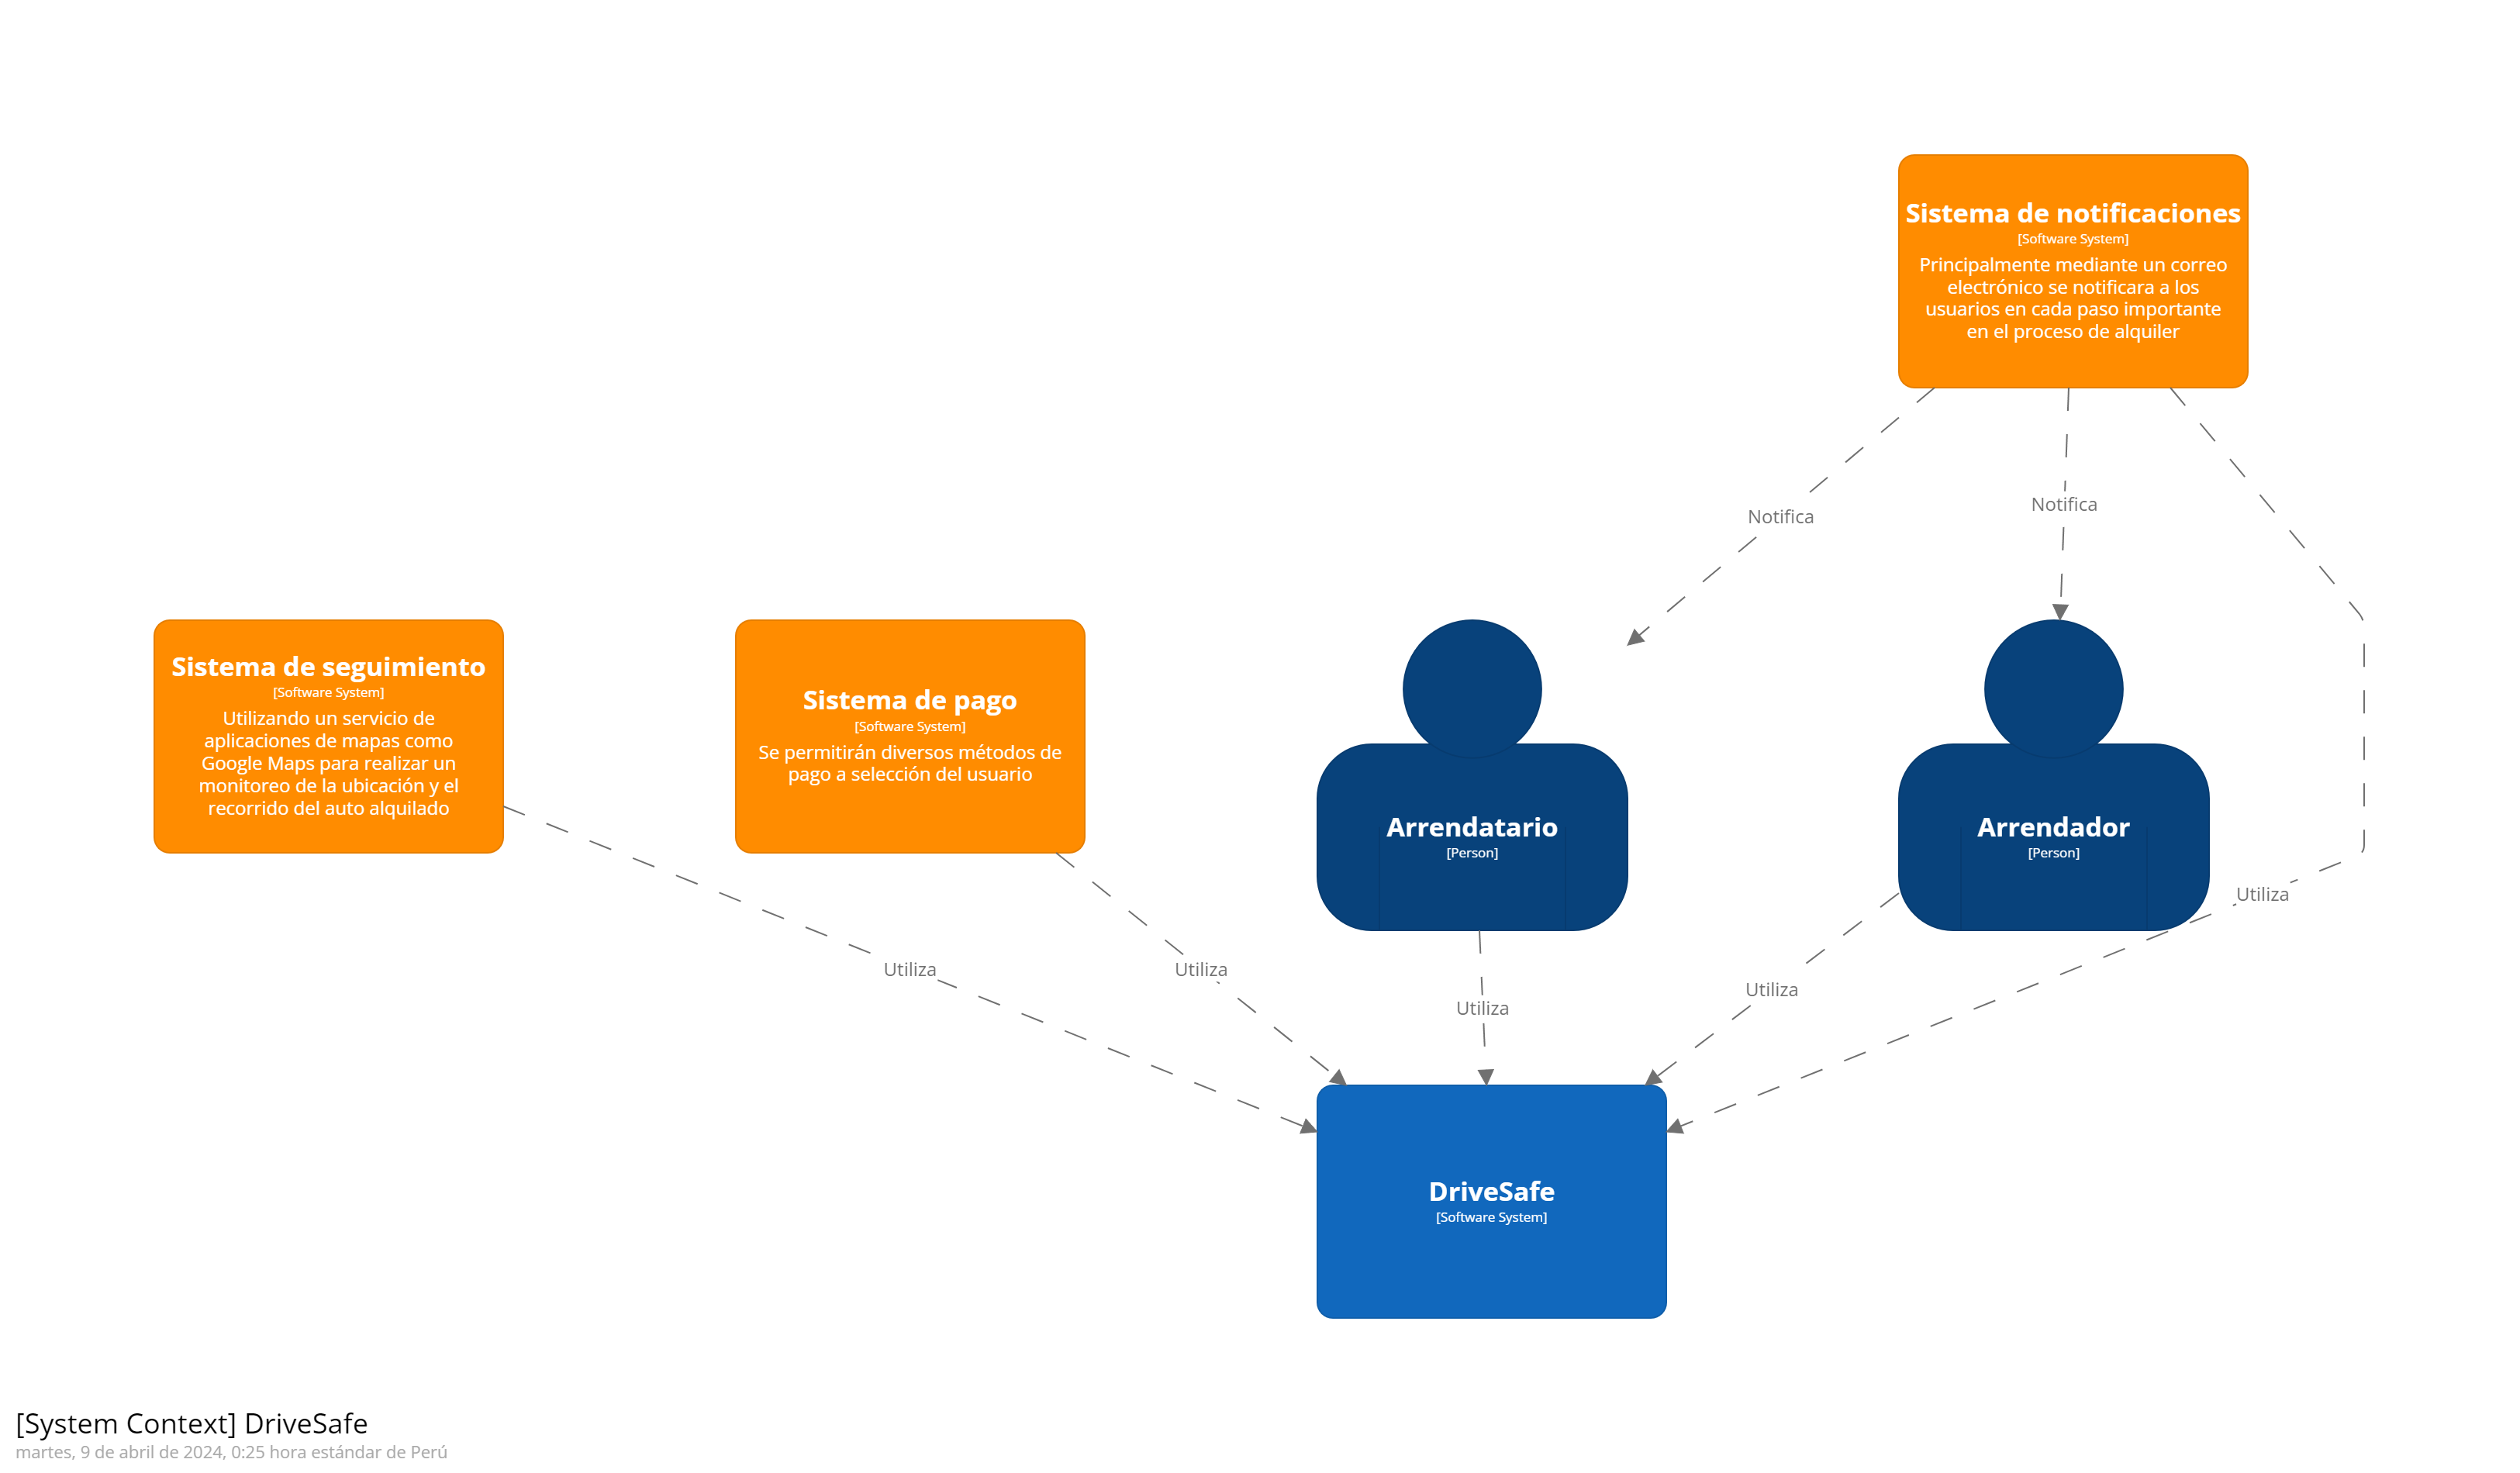 Sistema de notificaciones
[Software System]
Principalmente mediante un correo
electrónico se notificara a los
usuarios en cada paso importante
en el proceso de alquiler
Notifica
Notifica
Sistema de seguimiento
[Software System]
Utilizando un servicio de
aplicaciones de mapas como
Google Maps para realizar un
monitoreo de la ubicación y el
recorrido del auto alquilado
Sistema de pago
[Software System]
Se permitirán diversos métodos de
pago a selección del usuario
Arrendatario
[Person]
Arrendador
[Person]
Utiliza
Utiliza
Utiliza
Utiliza
Utiliza
DriveSafe
[Software System]
[System Context] DriveSafe
martes, 9 de abril de 2024, 0:25 hora estándar de Perú